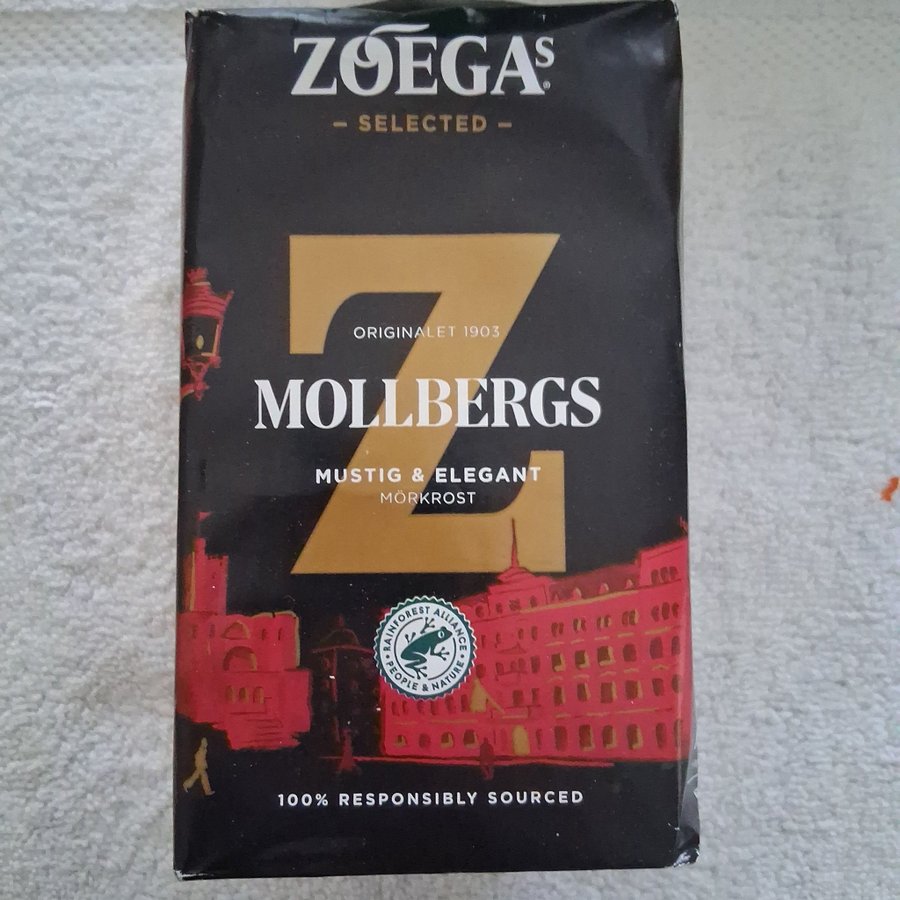 ZOÉGAS
– SELECTED –
ORIGINALET 1903
MOLLBERGS
MUSTIG & ELEGANT
MÖRKROST
RAINFOREST ALLIANCE
PEOPLE & NATURE
100% RESPONSIBLY SOURCED